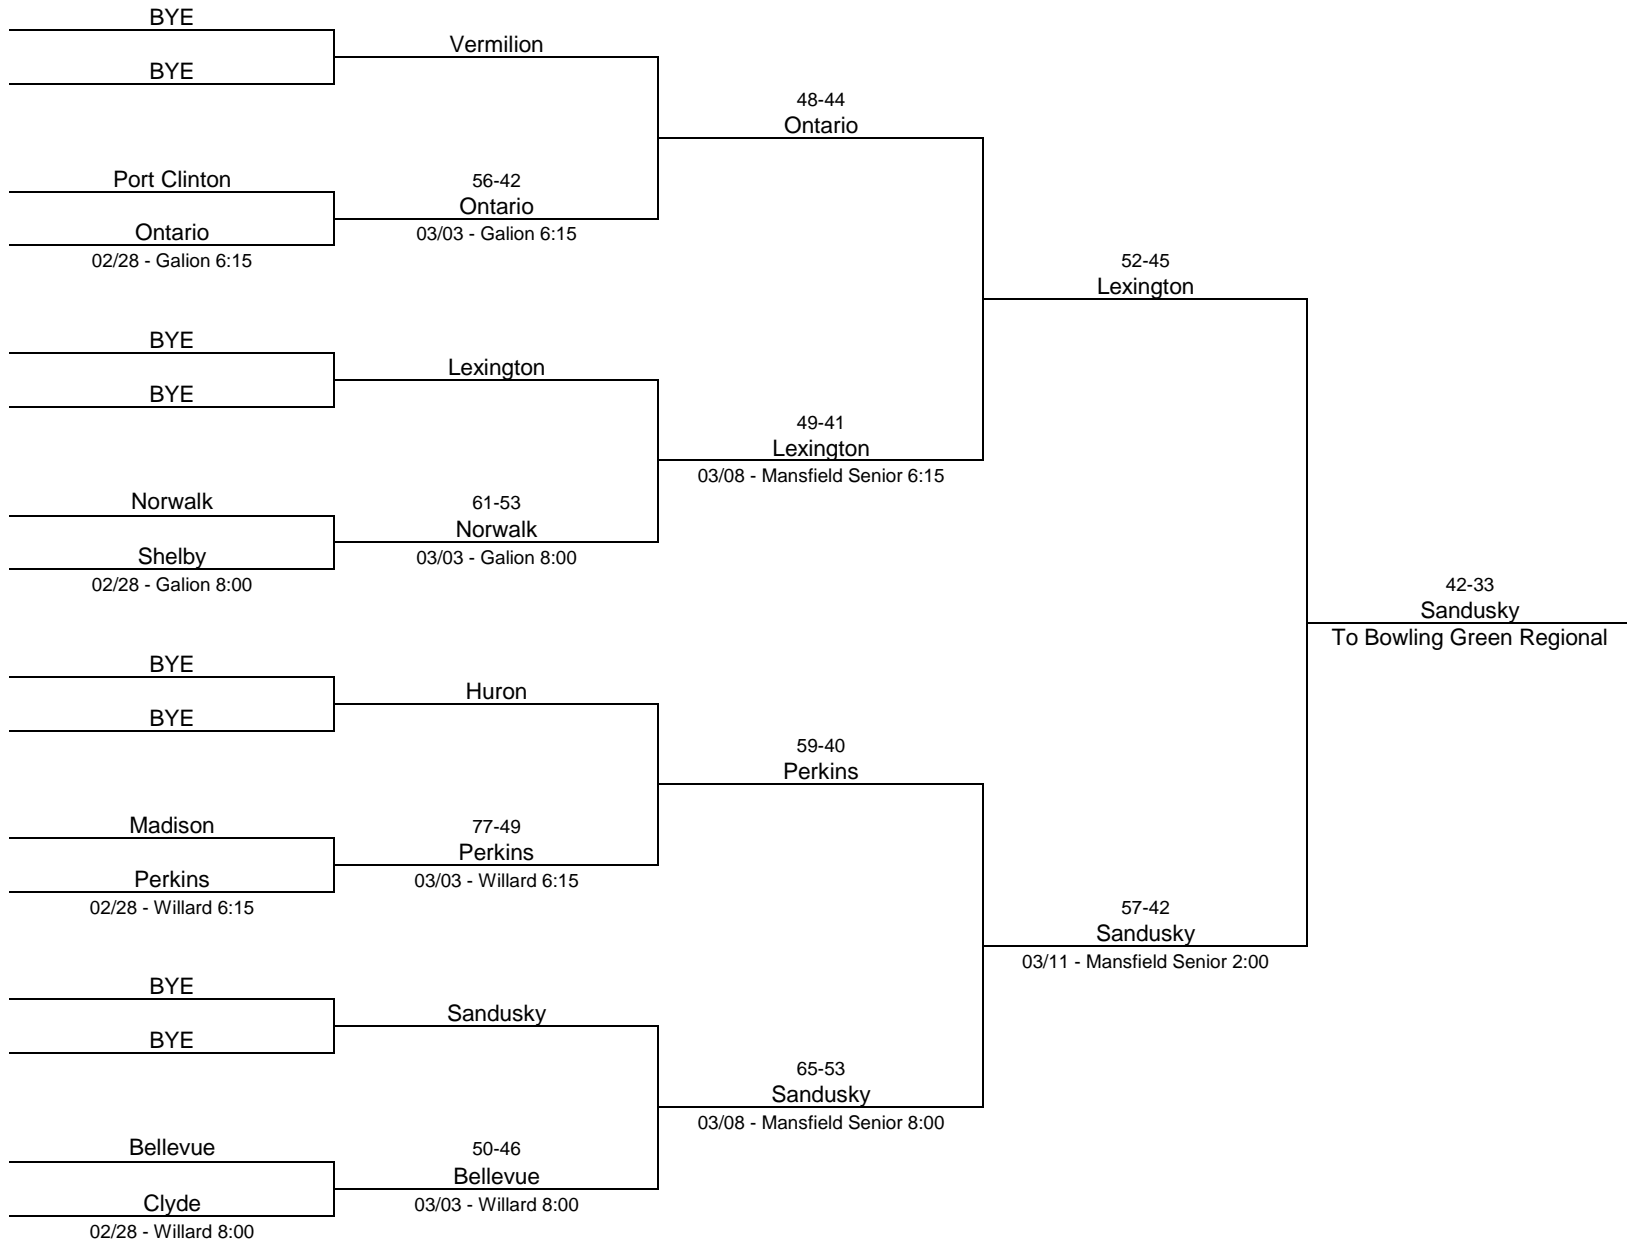 BYE
BYE
Vermilion
Port Clinton
Ontario
02/28 - Galion 6:15
56-42
Ontario
03/03 - Galion 6:15
48-44
Ontario
BYE
BYE
Lexington
Norwalk
Shelby
02/28 - Galion 8:00
61-53
Norwalk
03/03 - Galion 8:00
49-41
Lexington
03/08 - Mansfield Senior 6:15
52-45
Lexington
BYE
BYE
Huron
Madison
Perkins
02/28 - Willard 6:15
77-49
Perkins
03/03 - Willard 6:15
59-40
Perkins
BYE
BYE
Sandusky
Bellevue
Clyde
02/28 - Willard 8:00
50-46
Bellevue
03/03 - Willard 8:00
65-53
Sandusky
03/08 - Mansfield Senior 8:00
57-42
Sandusky
03/11 - Mansfield Senior 2:00
42-33
Sandusky
To Bowling Green Regional